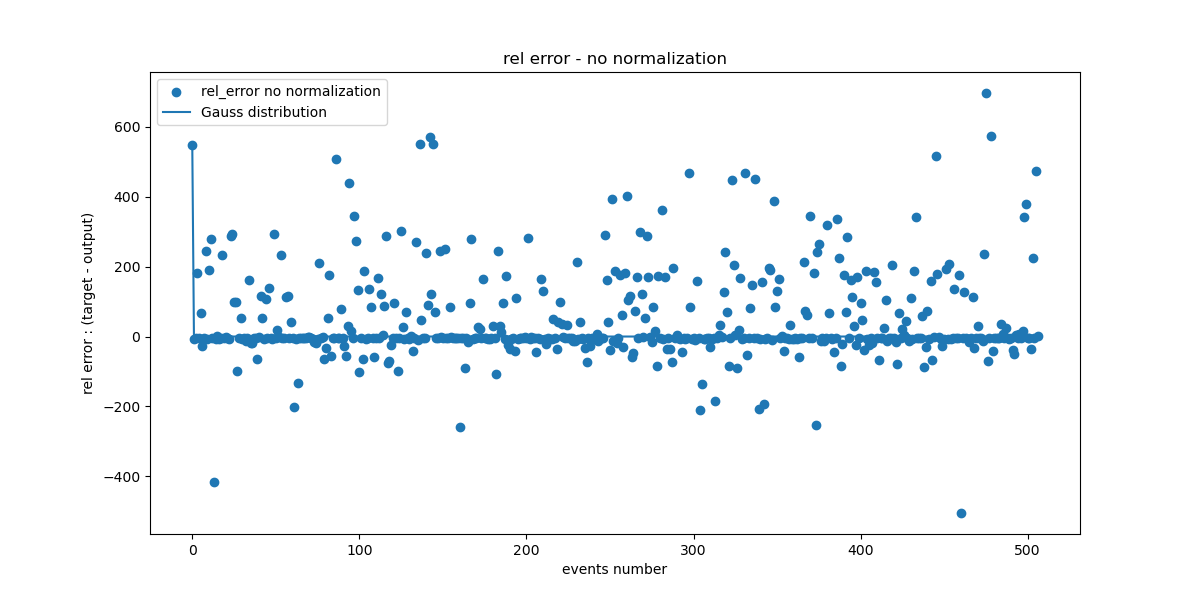 rel error - no normalization
rel_error no normalization
Gauss distribution
rel error : (target - output)
600
400
200
0
−200
−400
0 100 200 300 400 500
events number